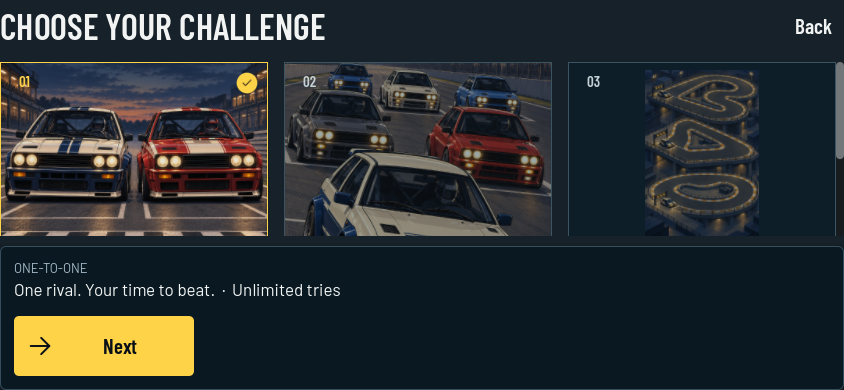 CHOOSE YOUR CHALLENGE
Back
01
02
03
ONE-TO-ONE
One rival. Your time to beat. · Unlimited tries
Next